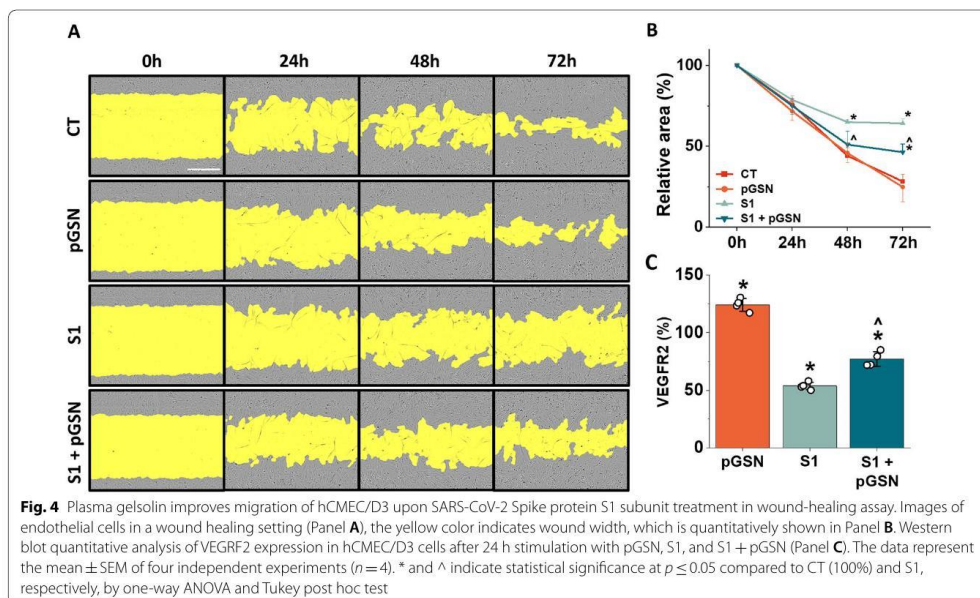 A
0h 24h 48h 72h
CT
pGSN
S1
S1 + pGSN
B
Relative area (%)
100
50
0
0h 24h 48h 72h
CT
pGSN
S1
S1 + pGSN
*
*
^
^
*
C
VEGFR2 (%)
150
100
50
0
*
*
^
*
pGSN S1 S1 +
pGSN
Fig. 4 Plasma gelsolin improves migration of hCMEC/D3 upon SARS-CoV-2 Spike protein S1 subunit treatment in wound-healing assay. Images of
endothelial cells in a wound healing setting (Panel A), the yellow color indicates wound width, which is quantitatively shown in Panel B. Western
blot quantitative analysis of VEGRF2 expression in hCMEC/D3 cells after 24 h stimulation with pGSN, S1, and S1 + pGSN (Panel C). The data represent
the mean ± SEM of four independent experiments (n = 4). * and ^ indicate statistical significance at p ≤ 0.05 compared to CT (100%) and S1,
respectively, by one-way ANOVA and Tukey post hoc test